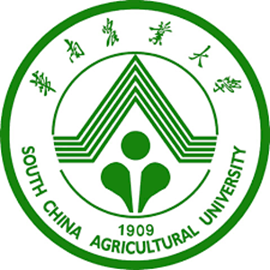 華南農業大學
1909
SOUTH CHINA AGRICULTURAL UNIVERSITY